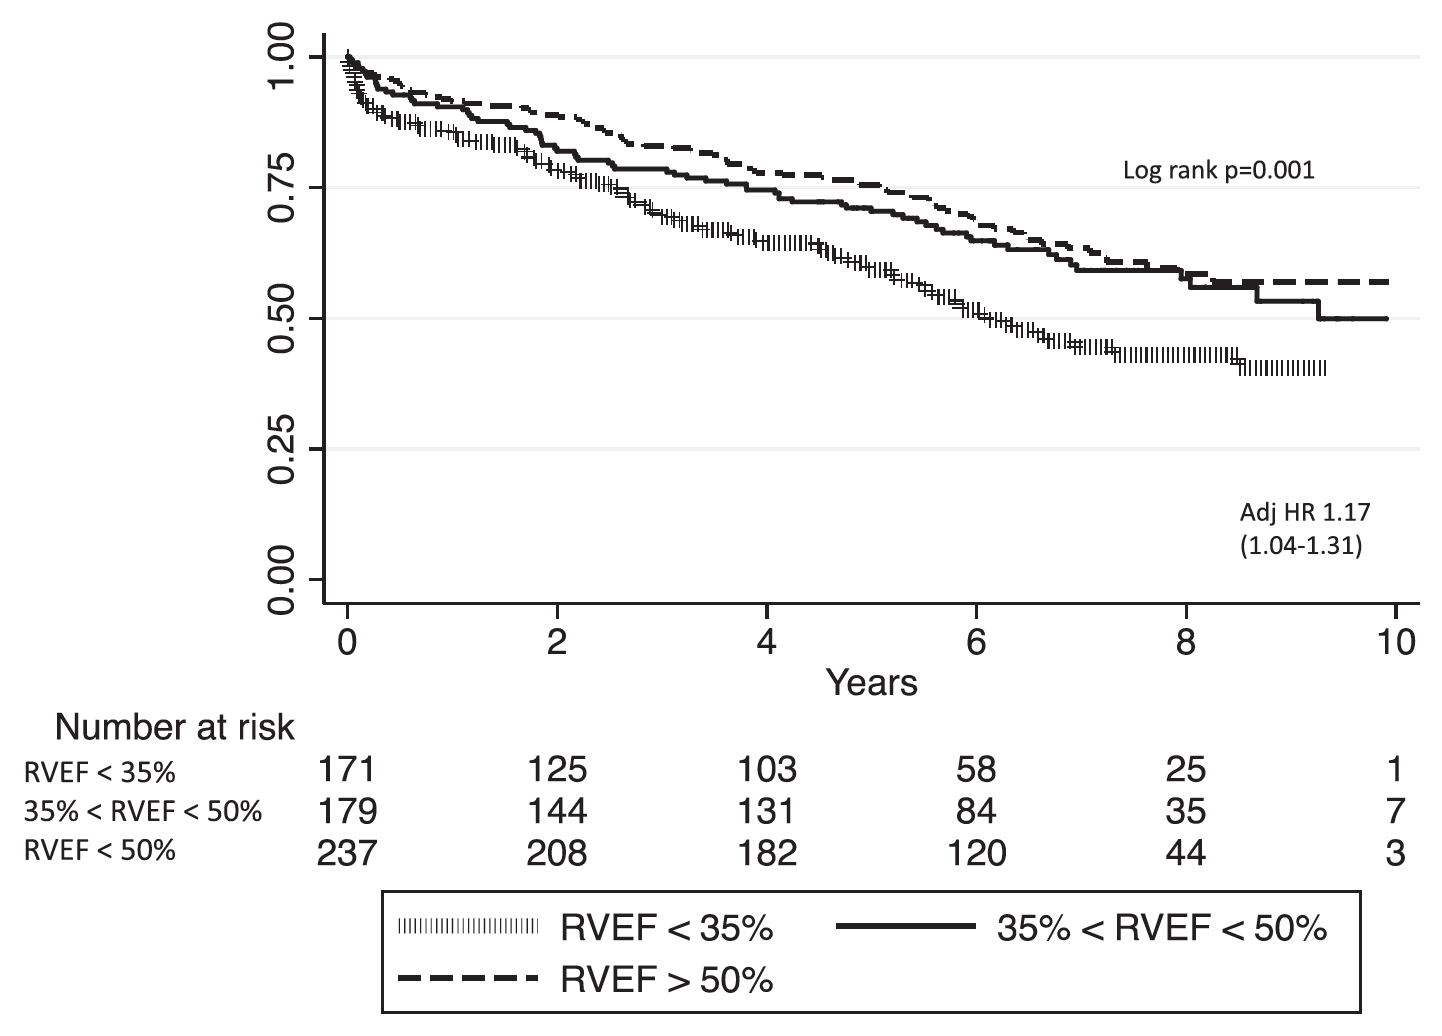 1.00
0.75
0.50
0.25
0.00
Log rank p=0.001
Adj HR 1.17
(1.04-1.31)
0 2 4 6 8 10
Years
Number at risk
RVEF < 35% 171 125 103 58 25 1
35% < RVEF < 50% 179 144 131 84 35 7
RVEF < 50% 237 208 182 120 44 3
RVEF < 35% 35% < RVEF < 50%
RVEF > 50%